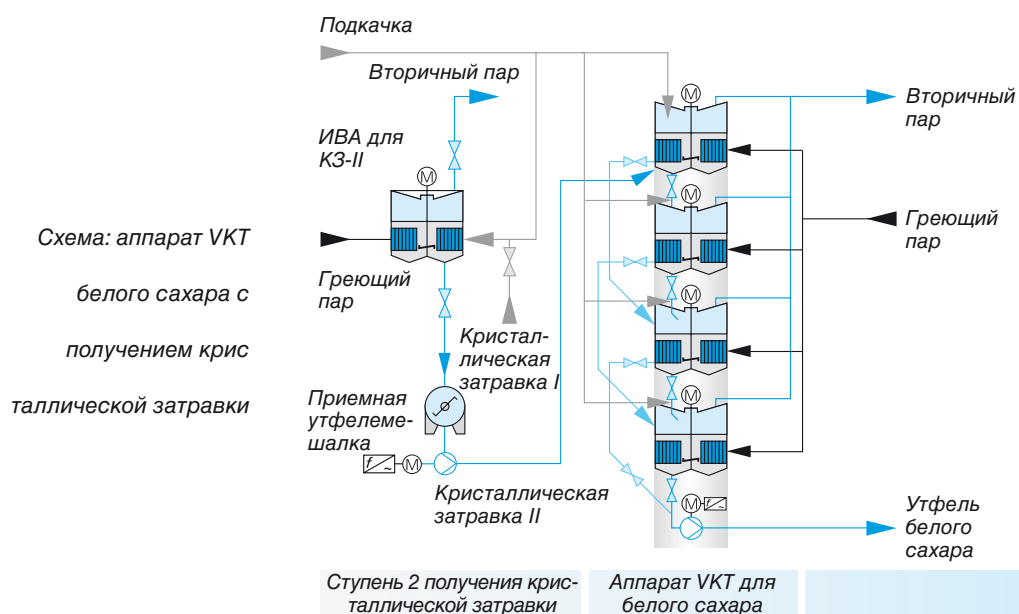 Подкачка
Вторичный пар
Вторичный
пар
М
ИВА для
КЗ-II
М
М
Схема: аппарат VKT
белого сахара с
получением крис
таллической затравки
Греющий
пар
Греющий
пар
М
Кристал-
лическая
затравка I
Приемная
утфелеме-
шалка
М
f ~
М
Кристаллическая
затравка II
М
f ~
Утфель
белого
сахара
Ступень 2 получения крис-
таллической затравки
Аппарат VKT для
белого сахара